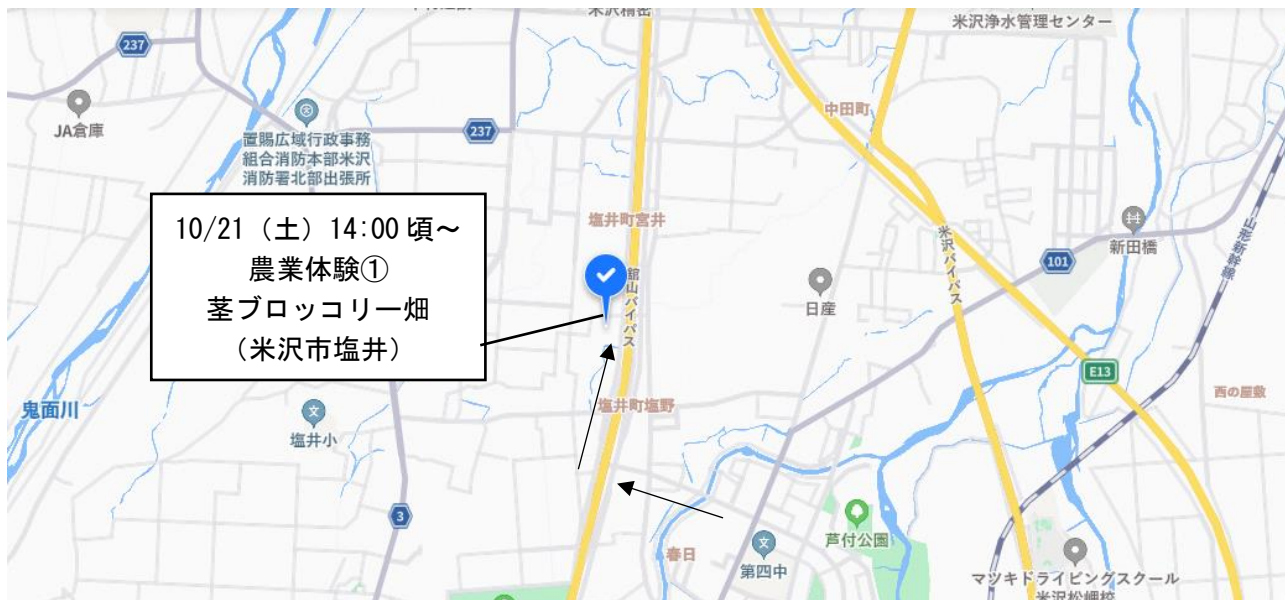 米沢精密
米沢浄水管理センター
237
JA倉庫
置賜広域行政事務
組合消防本部米沢
消防署北部出張所
237
中田町
10/21（土）14:00頃～
農業体験①
茎ブロッコリー畑
（米沢市塩井）
塩井町宮井
舘山バイパス
日産
米沢バイパス
101
新田橋
山形新幹線
E13
西の屋敷
鬼面川
塩井小
塩井町塩野
3
春日
第四中
芦付公園
マツキドライビングスクール
米沢松岬校